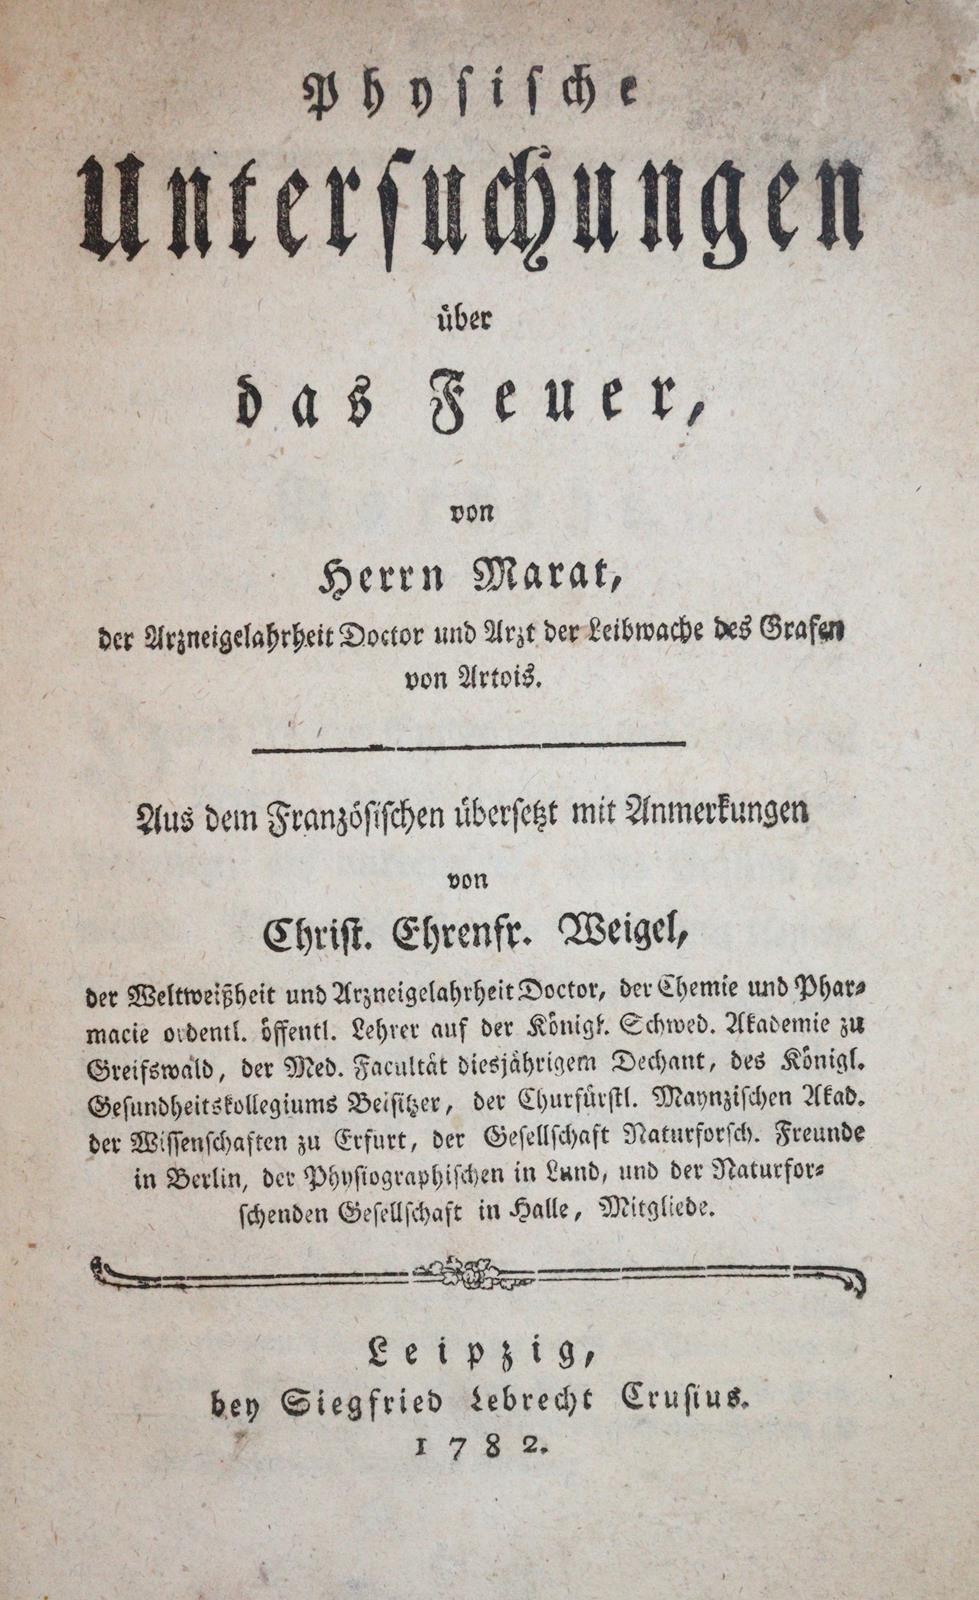 Physische
Untersuchungen
über
das Feuer,
von
Herrn Marat,
der Arzneigelahrheit Doctor und Arzt der Leibwache des Grafen
von Artois.
Aus dem Französischen übersetzt mit Anmerkungen
von
Christ. Ehrenfr. Weigel,
der Weltweißheit und Arzneigelahrheit Doctor, der Chemie und Phar-
macie ordentl. öffentl. Lehrer auf der Königl. Schwed. Akademie zu
Greifswald, der Med. Facultät diesjährigem Dechant, des Königl.
Gesundheitskollegiums Beisitzer, der Churfürstl. Maynzischen Akad.
der Wissenschaften zu Erfurt, der Gesellschaft Naturforsch. Freunde
in Berlin, der Physiographischen in Lund, und der Naturfor-
schenden Gesellschaft in Halle, Mitgliede.
Leipzig,
bey Siegfried Lebrecht Crusius.
1782.